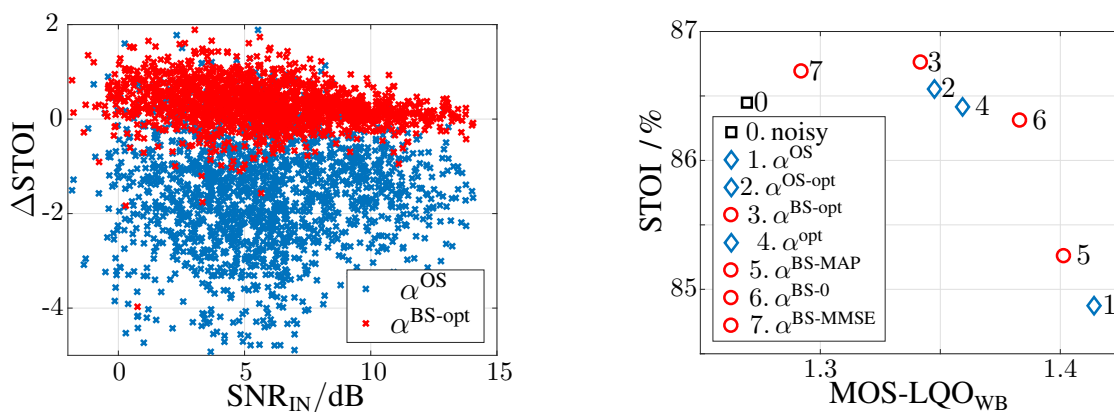 2
0
-2
-4
ΔSTOI
0
5
10
15
SNR_IN/dB
α^OS
α^BS-opt
87
86
85
STOI / %
1.3
1.4
MOS-LQO_WB
0
7
3
2
4
6
5
1
0. noisy
1. α^OS
2. α^OS-opt
3. α^BS-opt
4. α^opt
5. α^BS-MAP
6. α^BS-0
7. α^BS-MMSE